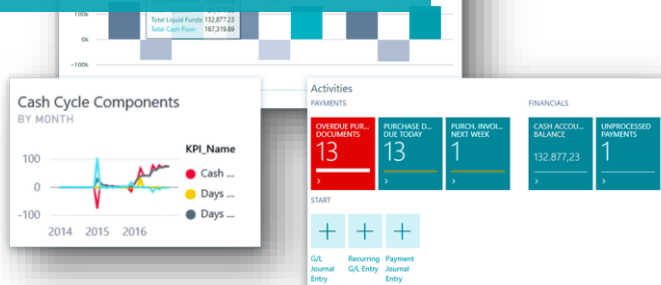 100k
Total Liquid Funds: 132,877.23
Total Cash Flow: 167,319.89
0k
-100k
Cash Cycle Components
BY MONTH
KPI_Name
100
0
-100
Cash ...
Days ...
Days ...
2014 2015 2016
Activities
PAYMENTS
OVERDUE PUR...
DOCUMENTS
13
PURCHASE D...
DUE TODAY
13
PURCH. INVOI...
NEXT WEEK
1
FINANCIALS
CASH ACCOU...
BALANCE
132.877,23
UNPROCESSED
PAYMENTS
1
START
G/L
Journal
Entry
Recurring
G/L Entry
Payment
Journal
Entry